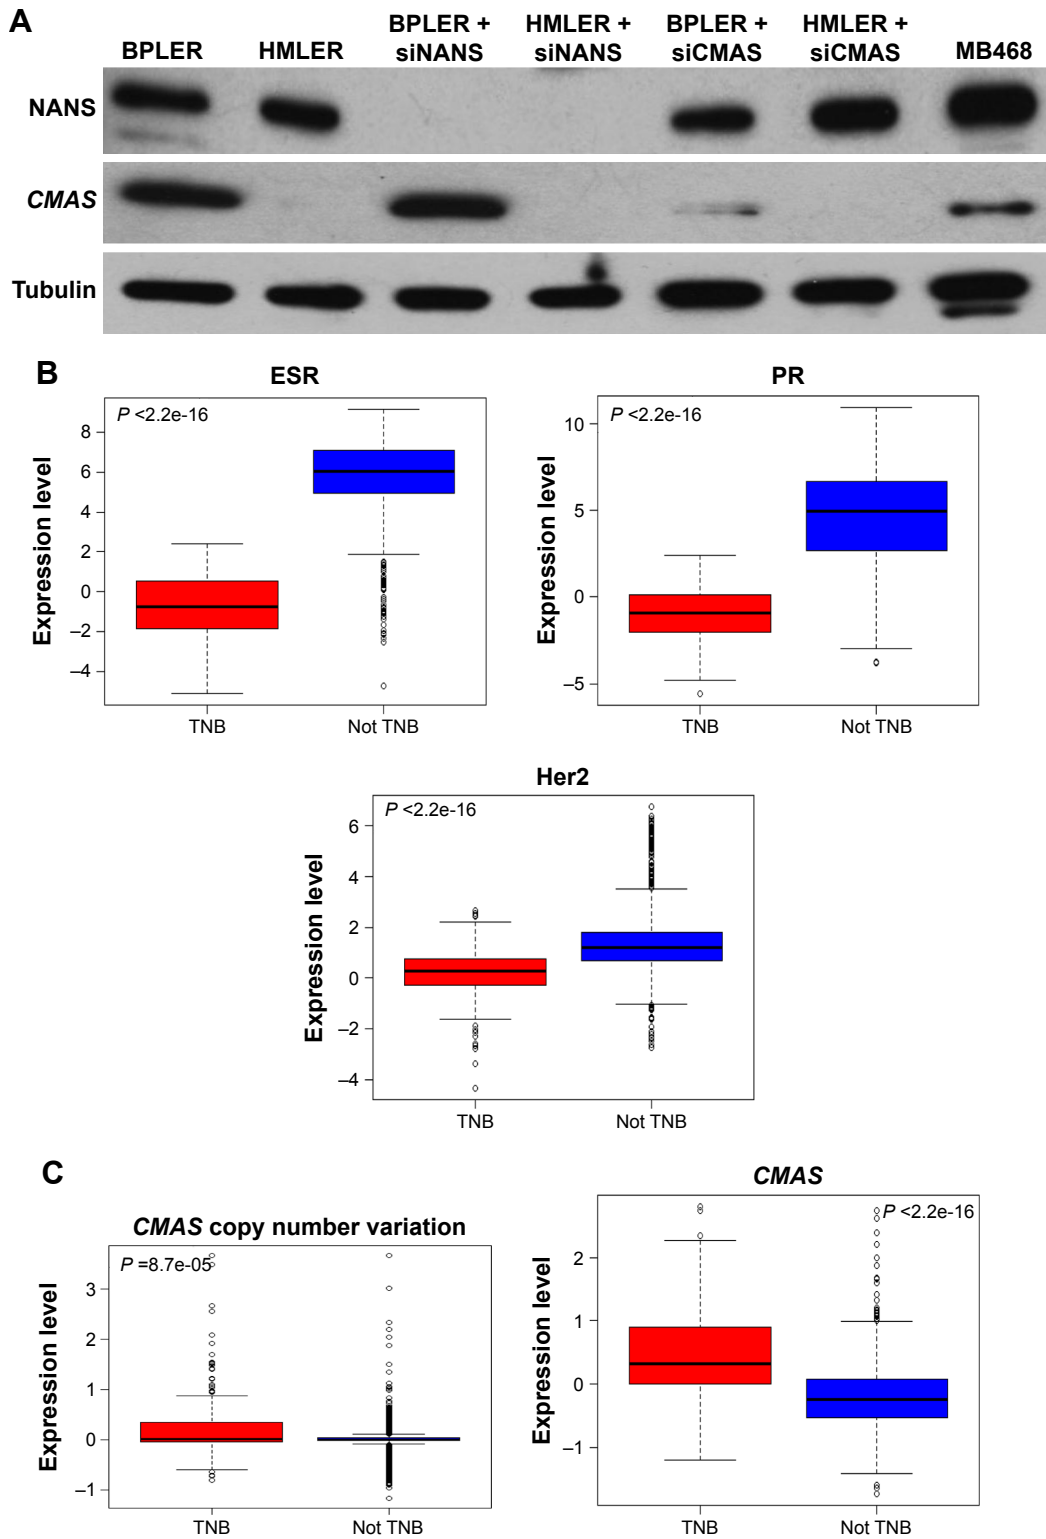 A
BPLER HMLER BPLER + siNANS HMLER + siNANS BPLER + siCMAS HMLER + siCMAS MB468
NANS
CMAS
Tubulin
B
ESR
P <2.2e-16
Expression level
8
6
4
2
0
–2
–4
TNB Not TNB
PR
P <2.2e-16
Expression level
10
5
0
–5
TNB Not TNB
Her2
P <2.2e-16
Expression level
6
4
2
0
–2
–4
TNB Not TNB
C
CMAS copy number variation
P =8.7e-05
Expression level
3
2
1
0
–1
TNB Not TNB
CMAS
P <2.2e-16
Expression level
2
1
0
–1
TNB Not TNB